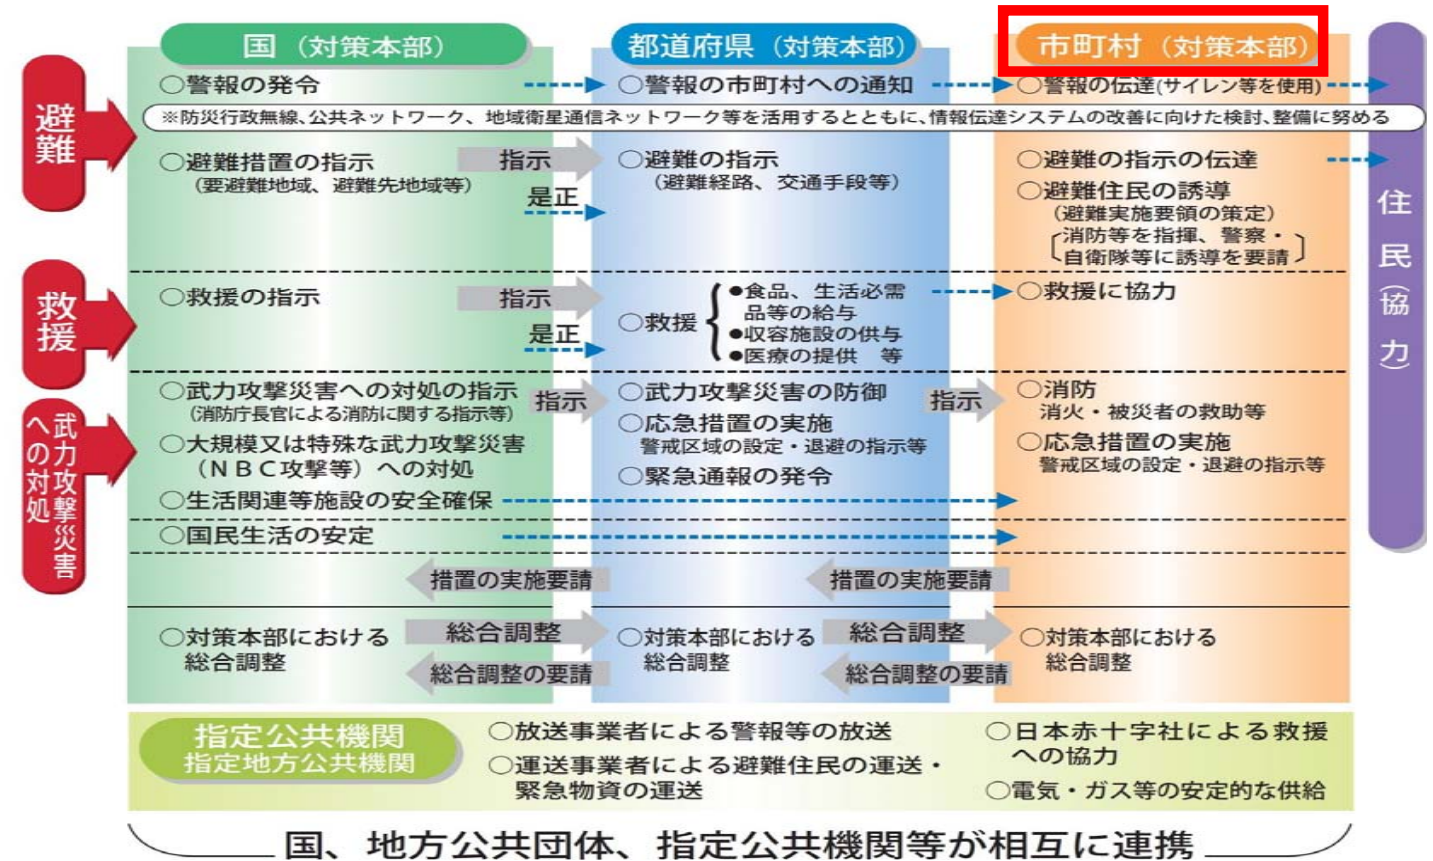 国（対策本部）
都道府県（対策本部）
市町村（対策本部）
避難
○警報の発令
○警報の市町村への通知
○警報の伝達(サイレン等を使用)
※防災行政無線、公共ネットワーク、地域衛星通信ネットワーク等を活用するとともに、情報伝達システムの改善に向けた検討、整備に努める
○避難措置の指示
（要避難地域、避難先地域等）
指示
是正
○避難の指示
（避難経路、交通手段等）
○避難の指示の伝達
○避難住民の誘導
（避難実施要領の策定）
消防等を指揮、警察・
自衛隊等に誘導を要請
住民（協力）
救援
○救援の指示
指示
是正
○救援
●食品、生活必需
品等の給与
●収容施設の供与
●医療の提供　等
○救援に協力
武力攻撃災害
への対処
○武力攻撃災害への対処の指示
（消防庁長官による消防に関する指示等）
指示
○大規模又は特殊な武力攻撃災害
（ＮＢＣ攻撃等）への対処
○生活関連等施設の安全確保
○武力攻撃災害の防御
指示
○応急措置の実施
警戒区域の設定・退避の指示等
○緊急通報の発令
○消防
消火・被災者の救助等
○応急措置の実施
警戒区域の設定・退避の指示等
○国民生活の安定
措置の実施要請
措置の実施要請
○対策本部における
総合調整
総合調整
総合調整の要請
○対策本部における
総合調整
総合調整
総合調整の要請
○対策本部における
総合調整
指定公共機関
指定地方公共機関
○放送事業者による警報等の放送
○運送事業者による避難住民の運送・
緊急物資の運送
○日本赤十字社による救援
への協力
○電気・ガス等の安定的な供給
国、地方公共団体、指定公共機関等が相互に連携